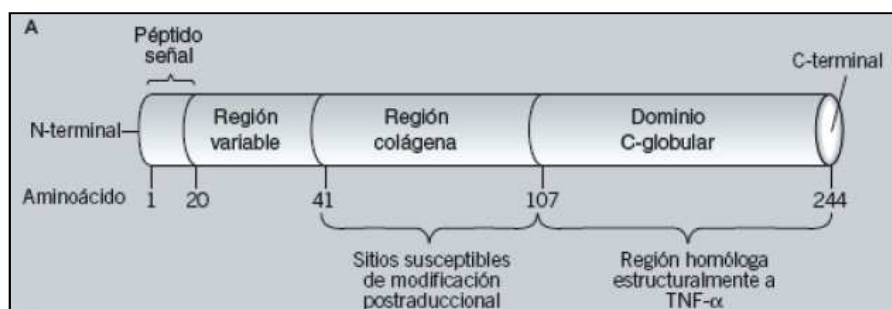 A
Péptido
señal
C-terminal
N-terminal
Región
variable
Región
colágena
Dominio
C-globular
Aminoácido 1 20 41 107 244
Sitios susceptibles
de modificación
postraduccional
Región homóloga
estructuralmente a
TNF-α